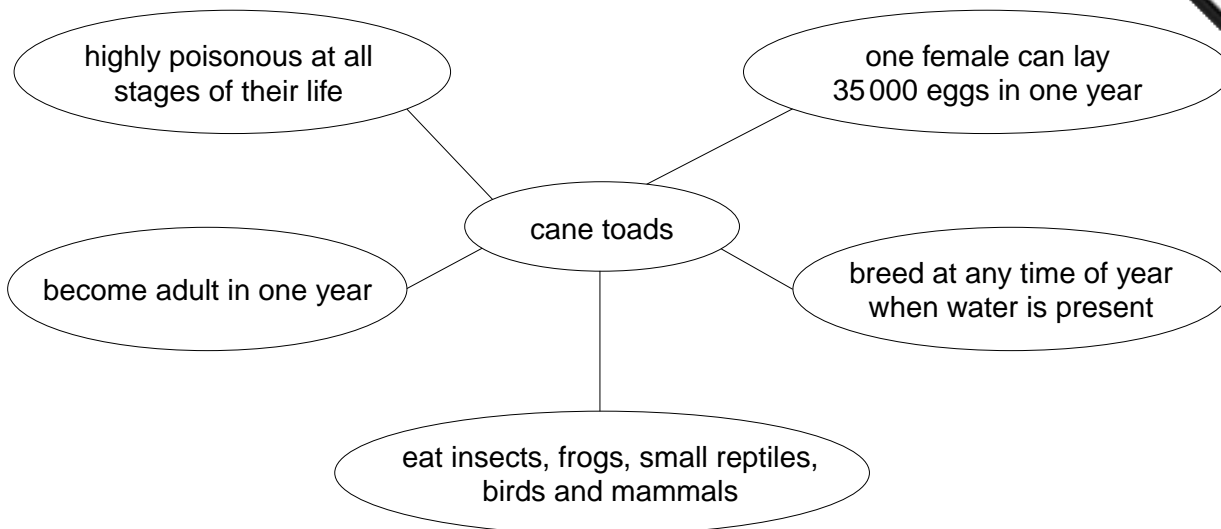 highly poisonous at all
stages of their life
one female can lay
35 000 eggs in one year
cane toads
become adult in one year
breed at any time of year
when water is present
eat insects, frogs, small reptiles,
birds and mammals